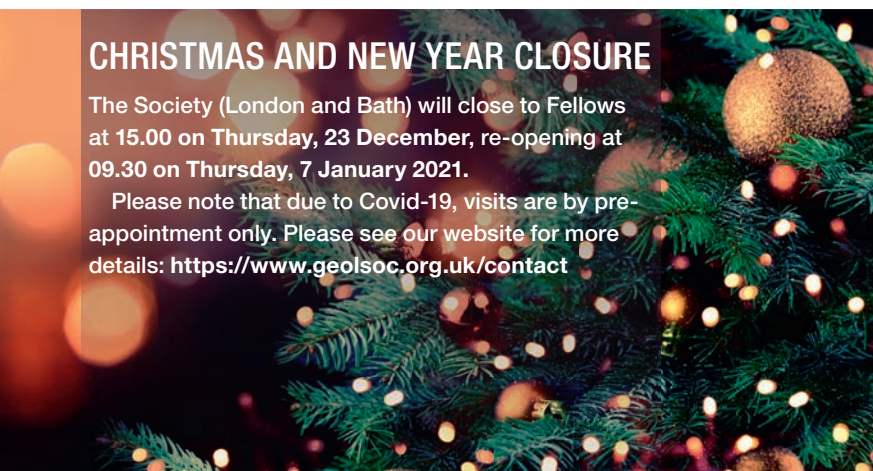 CHRISTMAS AND NEW YEAR CLOSURE
The Society (London and Bath) will close to Fellows
at 15.00 on Thursday, 23 December, re-opening at
09.30 on Thursday, 7 January 2021.
Please note that due to Covid-19, visits are by pre-
appointment only. Please see our website for more
details: https://www.geolsoc.org.uk/contact